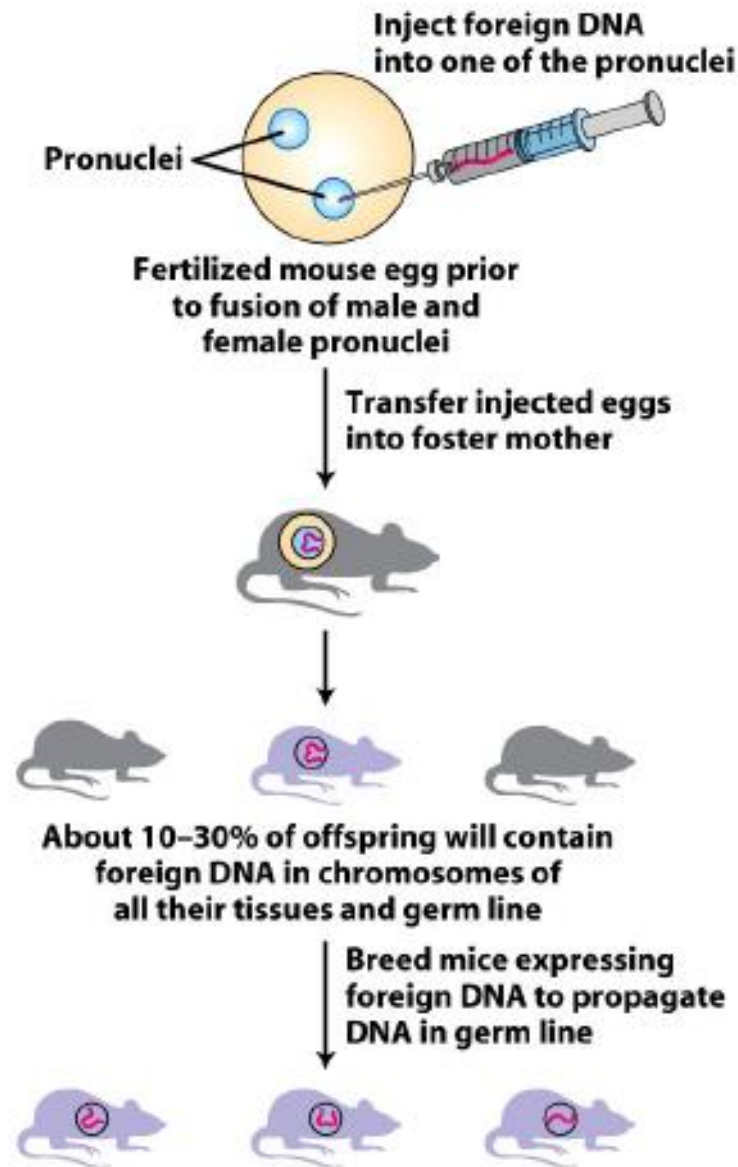 Inject foreign DNA
into one of the pronuclei
Pronuclei
Fertilized mouse egg prior
to fusion of male and
female pronuclei
Transfer injected eggs
into foster mother
About 10–30% of offspring will contain
foreign DNA in chromosomes of
all their tissues and germ line
Breed mice expressing
foreign DNA to propagate
DNA in germ line